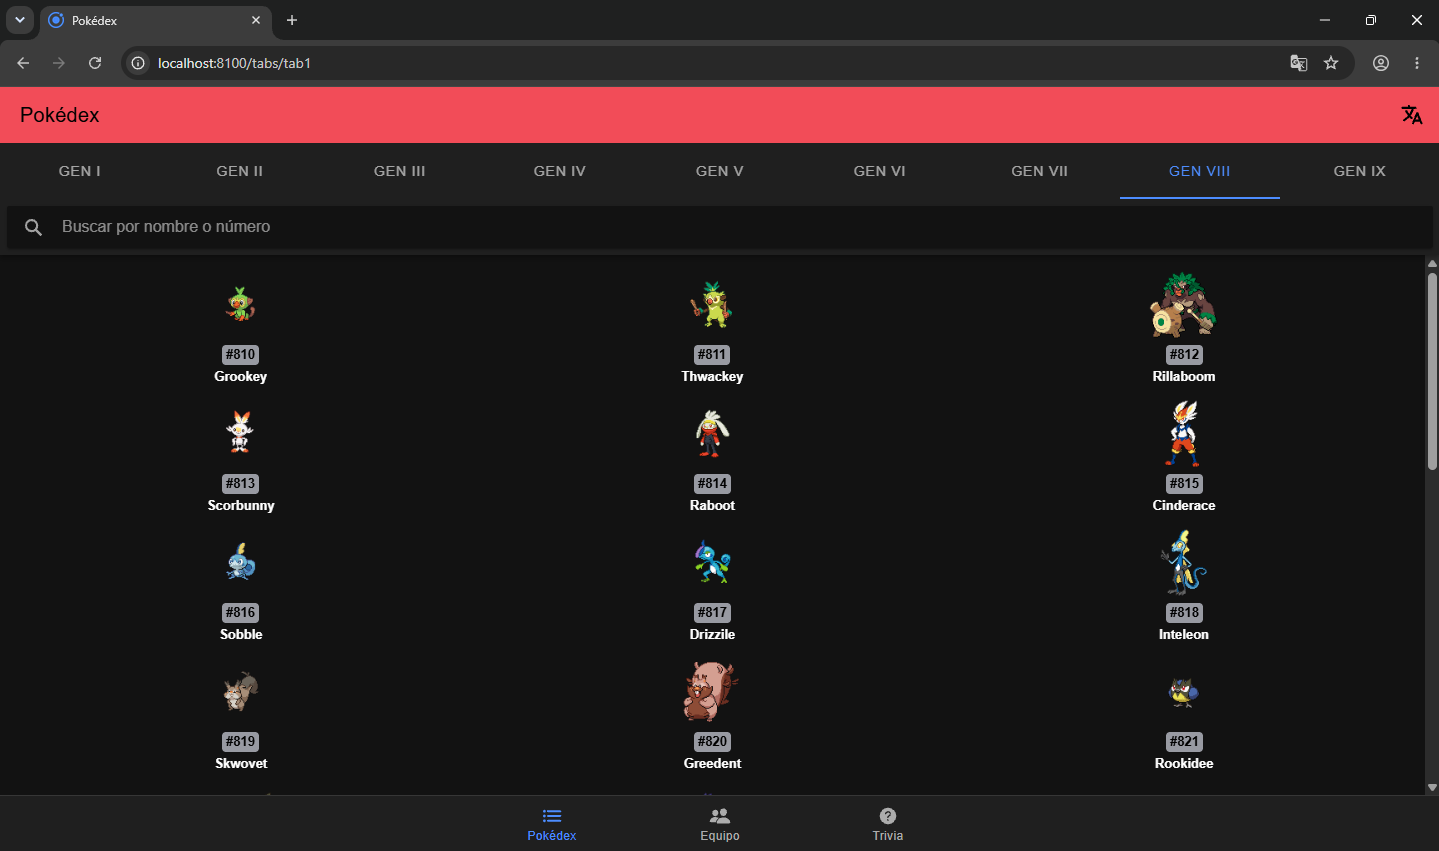 Pokédex
localhost:8100/tabs/tab1
Pokédex
GEN I GEN II GEN III GEN IV GEN V GEN VI GEN VII GEN VIII GEN IX
Buscar por nombre o número
#810 #811 #812
Grookey Thwackey Rillaboom
#813 #814 #815
Scorbunny Raboot Cinderace
#816 #817 #818
Sobble Drizzile Inteleon
#819 #820 #821
Skwovet Greedent Rookidee
Pokédex Equipo Trivia